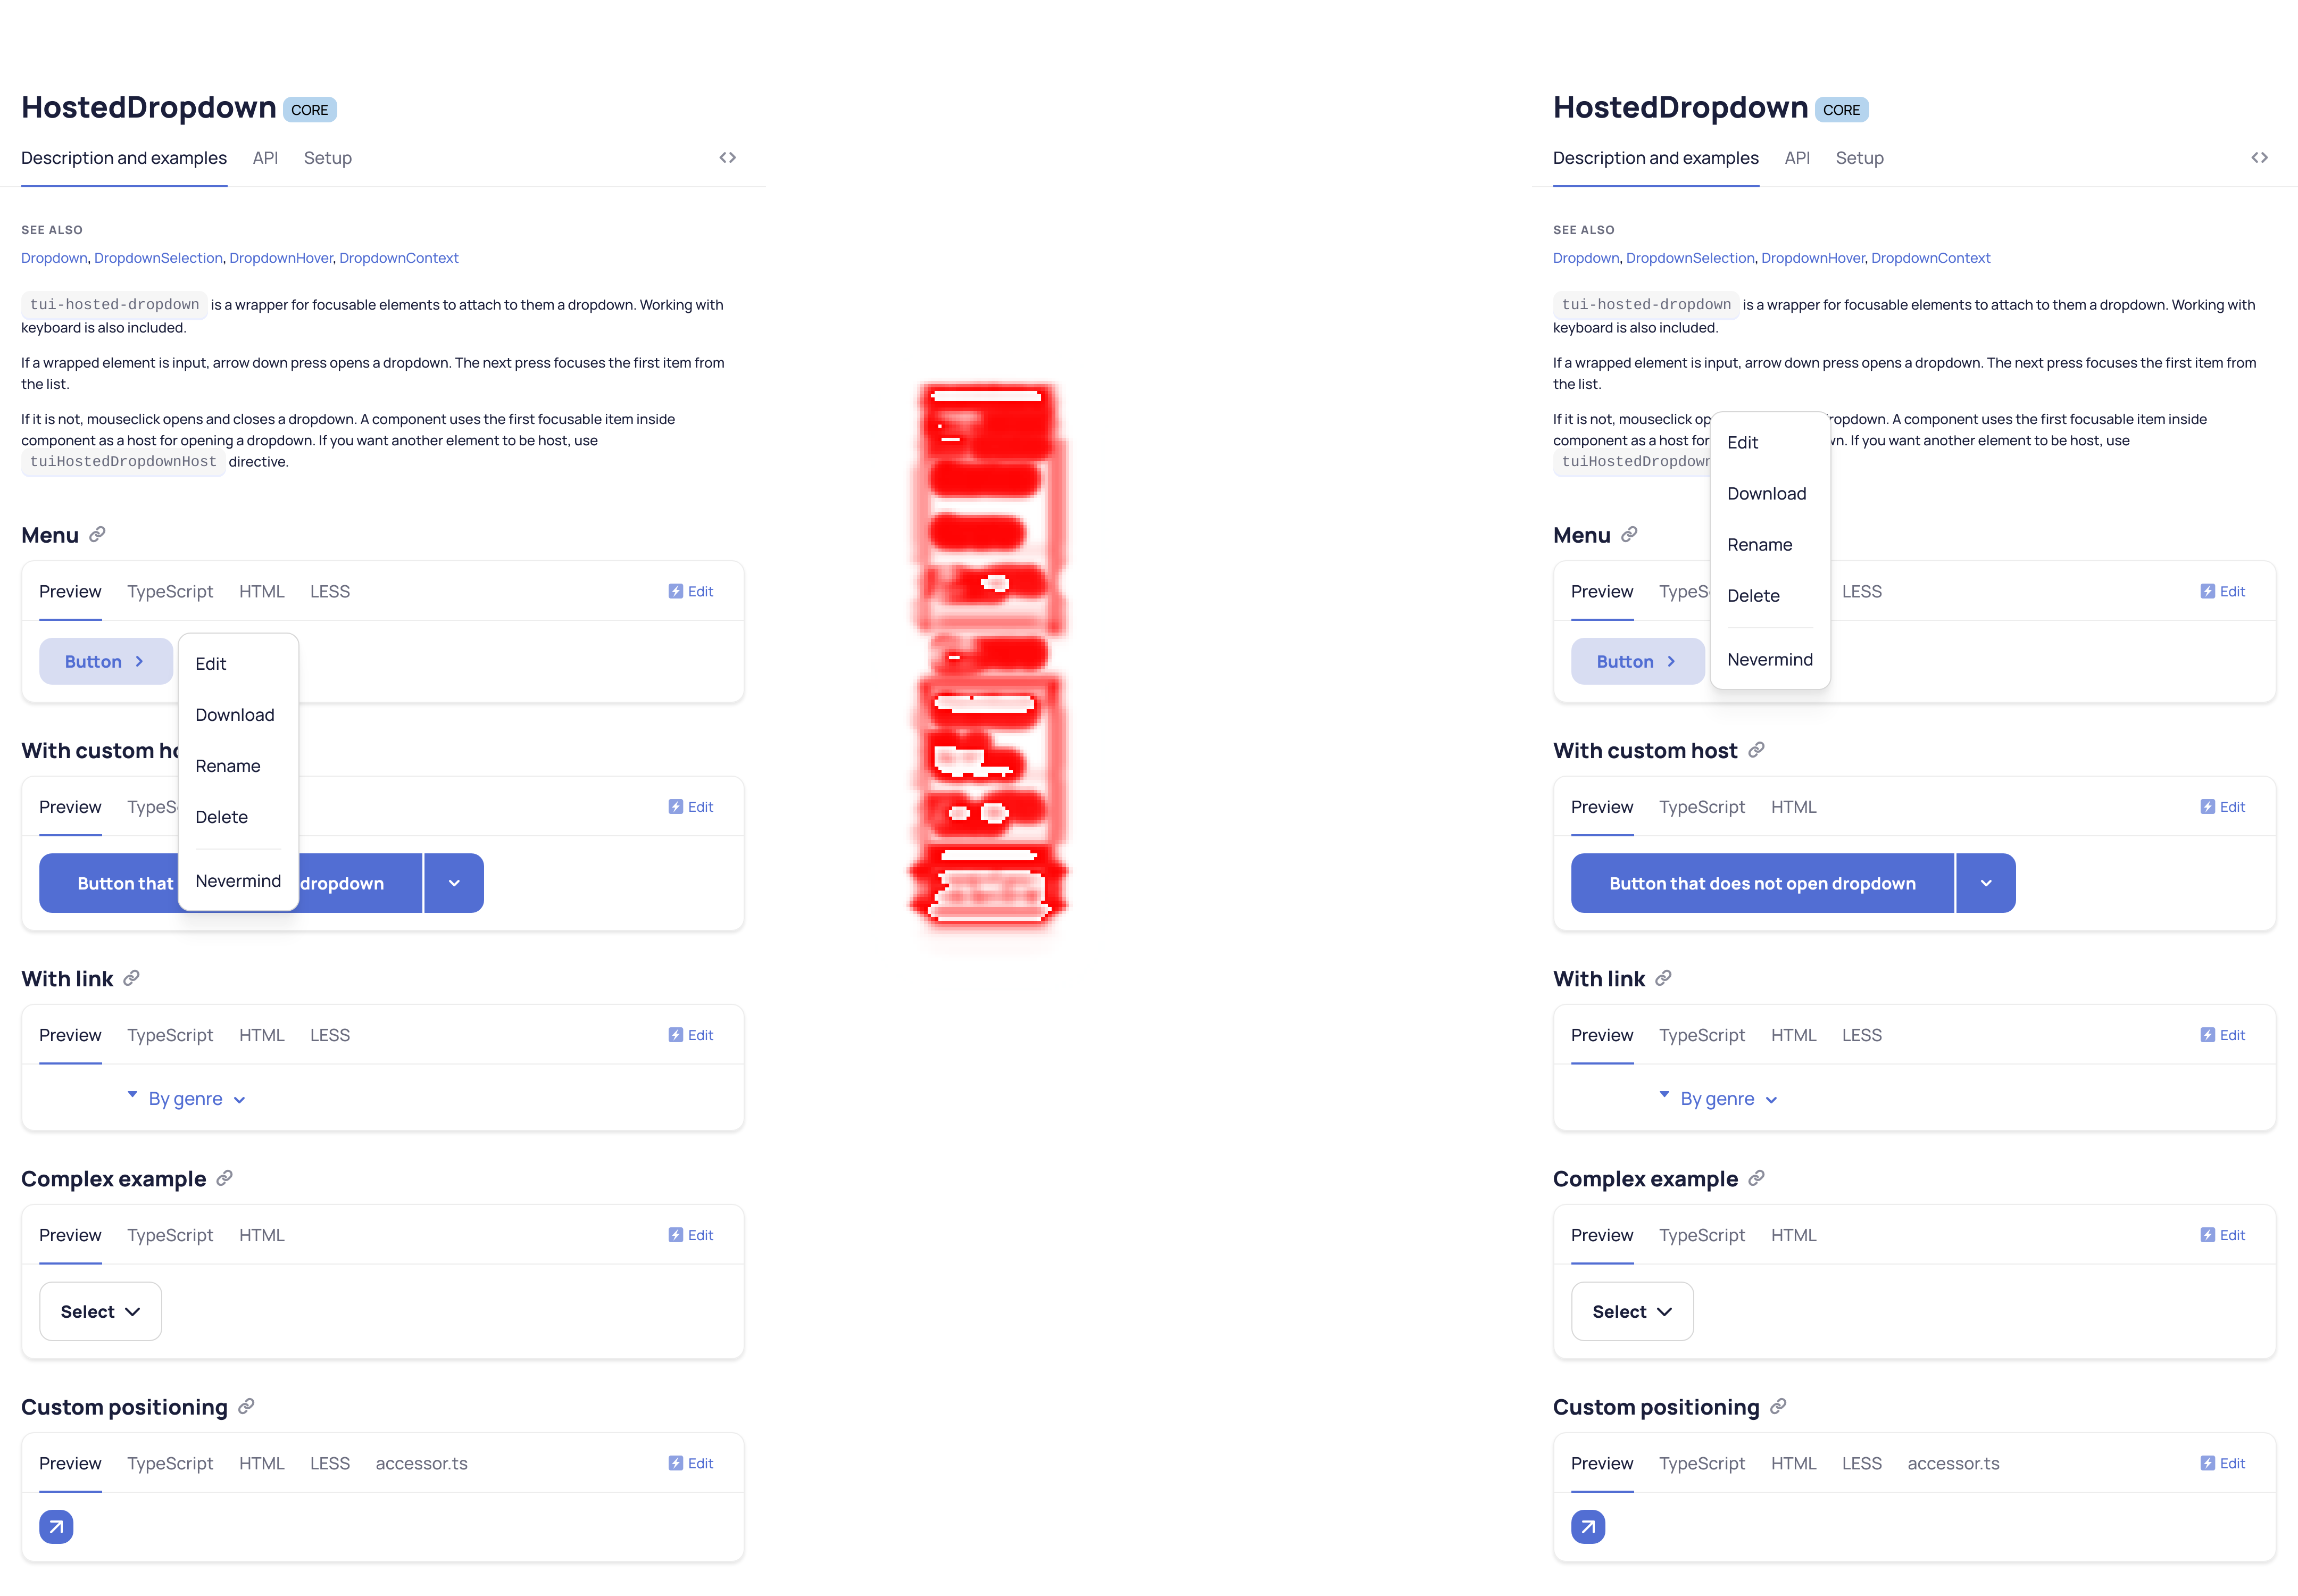 HostedDropdown CORE
Description and examples API Setup
SEE ALSO
Dropdown, DropdownSelection, DropdownHover, DropdownContext
tui-hosted-dropdown is a wrapper for focusable elements to attach to them a dropdown. Working with
keyboard is also included.
If a wrapped element is input, arrow down press opens a dropdown. The next press focuses the first item from
the list.
If it is not, mouseclick opens and closes a dropdown. A component uses the first focusable item inside
component as a host for opening a dropdown. If you want another element to be host, use
tuiHostedDropdownHost directive.
Menu
Preview TypeScript HTML LESS Edit
Button
Edit
Download
Rename
Delete
Nevermind
With custom ho
Preview TypeS Edit
Button that dropdown
With link
Preview TypeScript HTML LESS Edit
By genre
Complex example
Preview TypeScript HTML Edit
Select
Custom positioning
Preview TypeScript HTML LESS accessor.ts Edit
HostedDropdown CORE
Description and examples API Setup
SEE ALSO
Dropdown, DropdownSelection, DropdownHover, DropdownContext
tui-hosted-dropdown is a wrapper for focusable elements to attach to them a dropdown. Working with
keyboard is also included.
If a wrapped element is input, arrow down press opens a dropdown. The next press focuses the first item from
the list.
If it is not, mouseclick op ropdown. A component uses the first focusable item inside
component as a host for vn. If you want another element to be host, use
tuiHostedDropdown
Edit
Download
Rename
Delete
Nevermind
Menu
Preview TypeS LESS Edit
Button
With custom host
Preview TypeScript HTML Edit
Button that does not open dropdown
With link
Preview TypeScript HTML LESS Edit
By genre
Complex example
Preview TypeScript HTML Edit
Select
Custom positioning
Preview TypeScript HTML LESS accessor.ts Edit